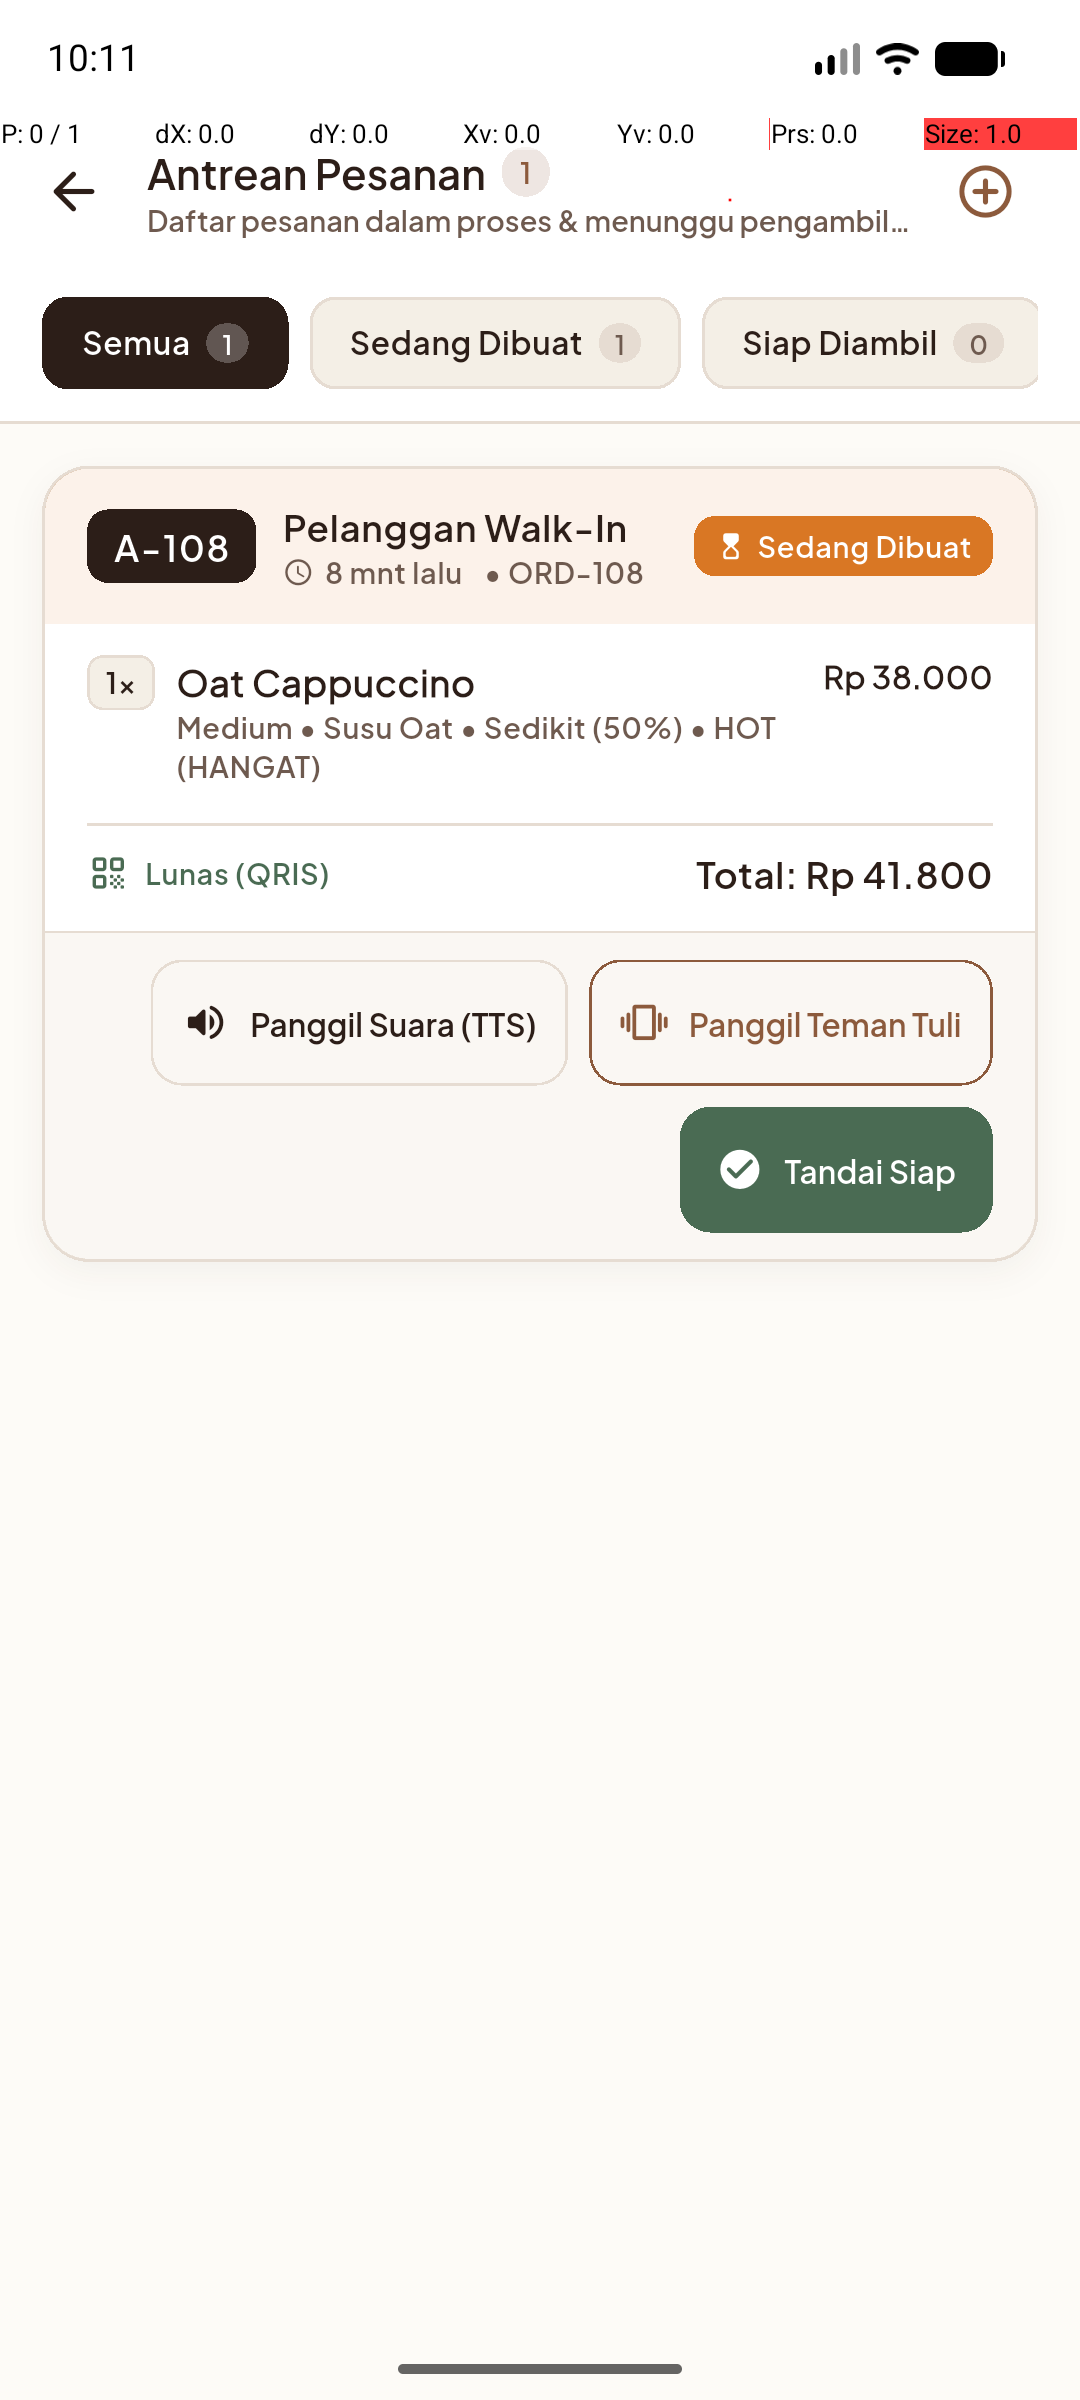 10:11
P: 0 / 1 dX: 0.0 dY: 0.0 Xv: 0.0 Yv: 0.0 Prs: 0.0 Size: 1.0
Antrean Pesanan 1
Daftar pesanan dalam proses & menunggu pengambil...
Semua 1 Sedang Dibuat 1 Siap Diambil 0
A-108 Pelanggan Walk-In Sedang Dibuat
8 mnt lalu • ORD-108
1× Oat Cappuccino Rp 38.000
Medium • Susu Oat • Sedikit (50%) • HOT
(HANGAT)
Lunas (QRIS) Total: Rp 41.800
Panggil Suara (TTS) Panggil Teman Tuli
Tandai Siap